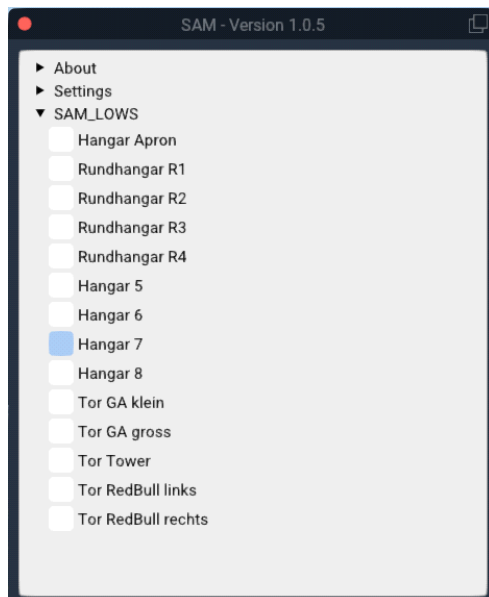 SAM - Version 1.0.5
About
Settings
SAM_LOWS
Hangar Apron
Rundhangar R1
Rundhangar R2
Rundhangar R3
Rundhangar R4
Hangar 5
Hangar 6
Hangar 7
Hangar 8
Tor GA klein
Tor GA gross
Tor Tower
Tor RedBull links
Tor RedBull rechts